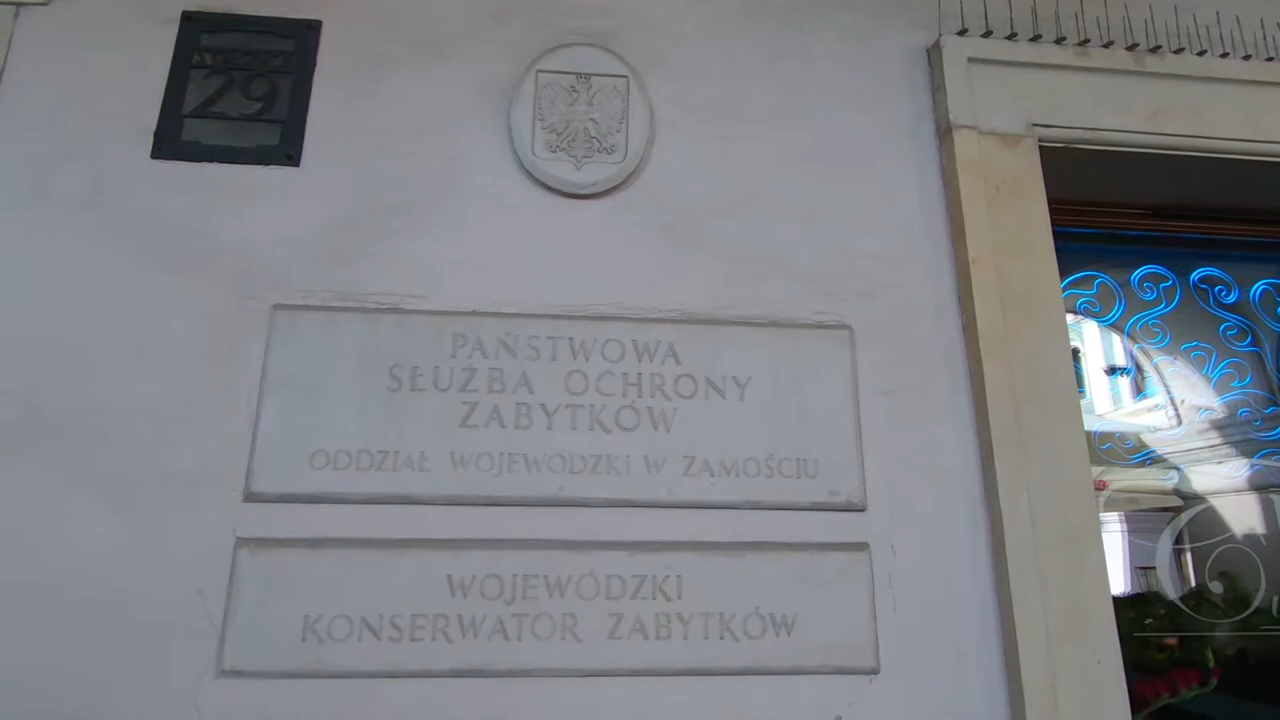 29
PAŃSTWOWA
SŁUŻBA OCHRONY
ZABYTKÓW
ODDZIAŁ WOJEWÓDZKI W ZAMOŚCIU
WOJEWÓDZKI
KONSERWATOR ZABYTKÓW